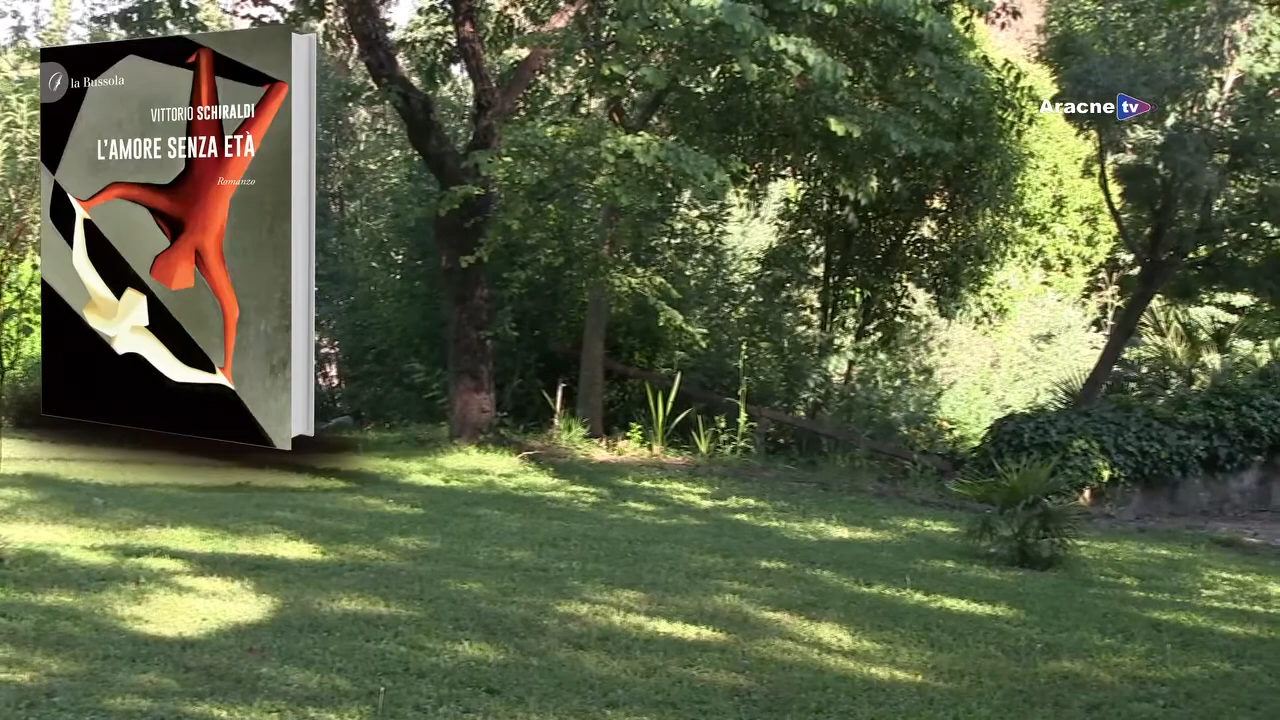 la Bussola
VITTORIO SCHIRALDI
L'AMORE SENZA ETÀ
Romanzo
Aracne tv